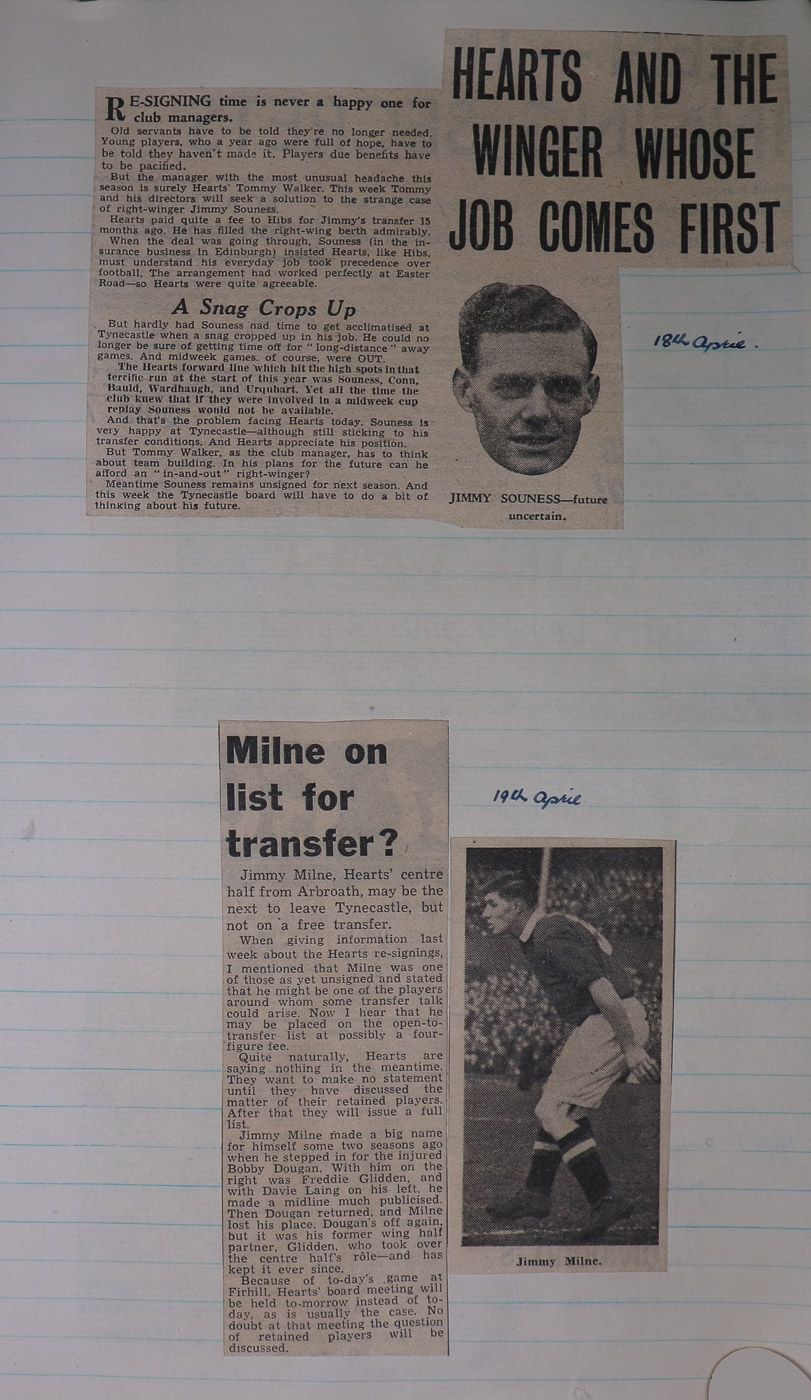 HEARTS AND THE
WINGER WHOSE
JOB COMES FIRST
RE-SIGNING time is never a happy one for
club managers.
Old servants have to be told they're no longer needed.
Young players, who a year ago were full of hope, have to
be told they haven't made it. Players due benefits have
to be pacified.
But the manager with the most unusual headache this
season is surely Hearts' Tommy Walker. This week Tommy
and his directors will seek a solution to the strange case
of right-winger Jimmy Souness.
Hearts paid quite a fee to Hibs for Jimmy's transfer 15
months ago. He has filled the right-wing berth admirably.
When the deal was going through, Souness (in the in-
surance business in Edinburgh) insisted Hearts, like Hibs,
must understand his everyday job took precedence over
football. The arrangement had worked perfectly at Easter
Road—so Hearts were quite agreeable.
A Snag Crops Up
But hardly had Souness had time to get acclimatised at
Tynecastle when a snag cropped up in his job. He could no
longer be sure of getting time off for "long-distance" away
games. And midweek games, of course, were OUT.
The Hearts forward line which hit the high spots in that
terrific run at the start of this year was Souness, Conn,
Bauld, Wardhaugh, and Urquhart. Yet all the time the
club knew that if they were involved in a midweek cup
replay Souness would not be available.
And that's the problem facing Hearts today. Souness is
very happy at Tynecastle—although still sticking to his
transfer conditions. And Hearts appreciate his position.
But Tommy Walker, as the club manager, has to think
about team building. In his plans for the future can he
afford an "in-and-out" right-winger?
Meantime Souness remains unsigned for next season. And
this week the Tynecastle board will have to do a bit of
thinking about his future.
18th April.
JIMMY SOUNESS—future
uncertain.
Milne on
list for
transfer?
19th April
Jimmy Milne, Hearts' centre
half from Arbroath, may be the
next to leave Tynecastle, but
not on a free transfer.
When giving information last
week about the Hearts re-signings,
I mentioned that Milne was one
of those as yet unsigned and stated
that he might be one of the players
around whom some transfer talk
could arise. Now I hear that he
may be placed on the open-to-
transfer list at possibly a four-
figure fee.
Quite naturally, Hearts are
saying nothing in the meantime.
They want to make no statement
until they have discussed the
matter of their retained players.
After that they will issue a full
list.
Jimmy Milne made a big name
for himself some two seasons ago
when he stepped in for the injured
Bobby Dougan. With him on the
right was Freddie Glidden, and
with Davie Laing on his left, he
made a midline much publicised.
Then Dougan returned, and Milne
lost his place. Dougan's off again,
but it was his former wing half
partner, Glidden, who took over
the centre half's rôle—and has
kept it ever since.
Because of to-day's game at
Firhill, Hearts' board meeting will
be held to-morrow instead of to-
day, as is usually the case. No
doubt at that meeting the question
of retained players will be
discussed.
Jimmy Milne.